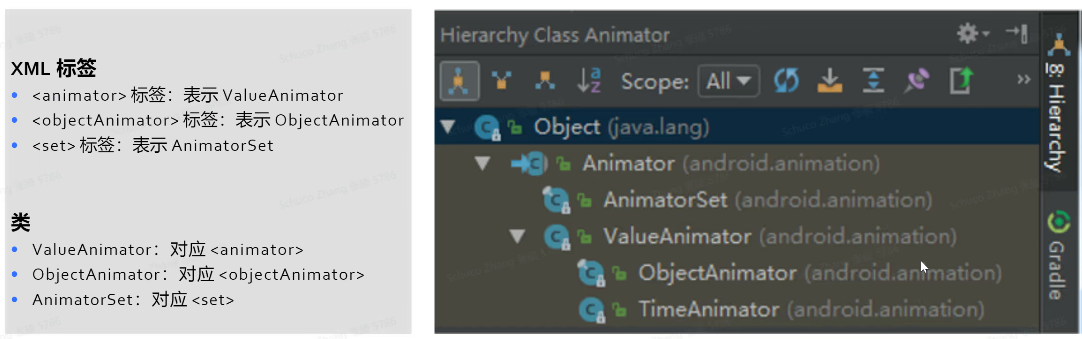 XML 标签
<animator> 标签：表示 ValueAnimator
<objectAnimator> 标签：表示 ObjectAnimator
<set> 标签：表示 AnimatorSet
类
ValueAnimator：对应 <animator>
ObjectAnimator：对应 <objectAnimator>
AnimatorSet：对应 <set>
Hierarchy Class Animator
Scope: All
Object (java.lang)
Animator (android.animation)
AnimatorSet (android.animation)
ValueAnimator (android.animation)
ObjectAnimator (android.animation)
TimeAnimator (android.animation)
8: Hierarchy
Gradle